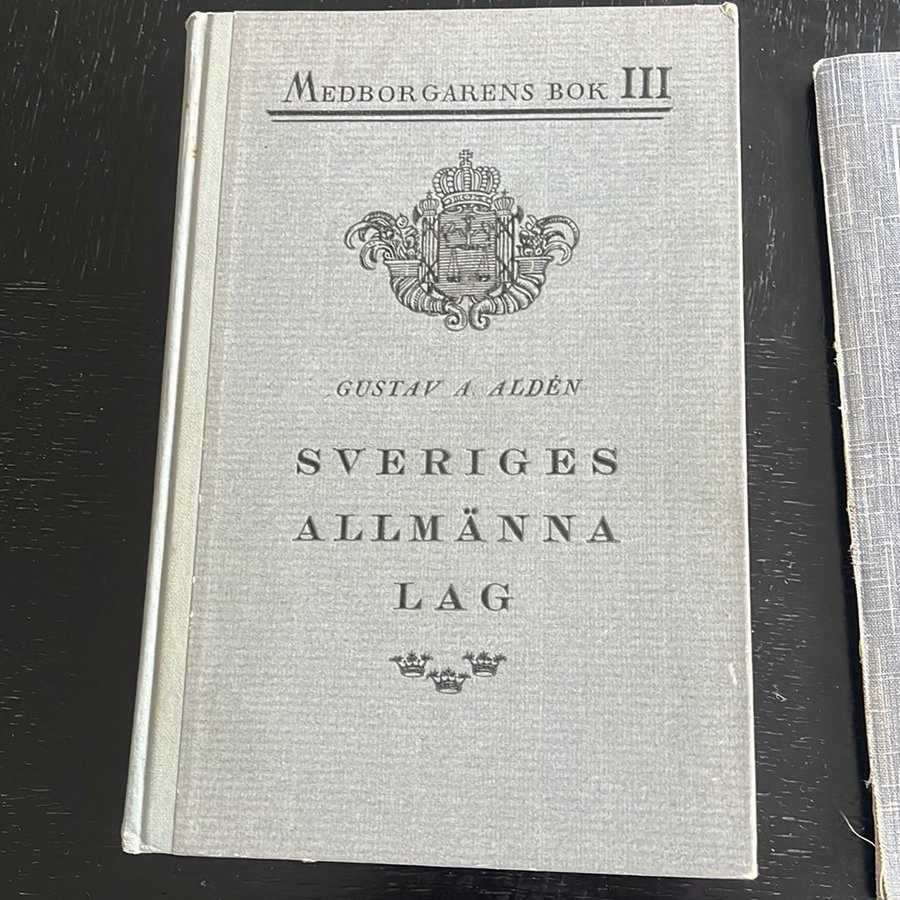 MEDBORGARENS BOK III
GUSTAV A. ALDÉN
SVERIGES
ALLMÄNNA
LAG